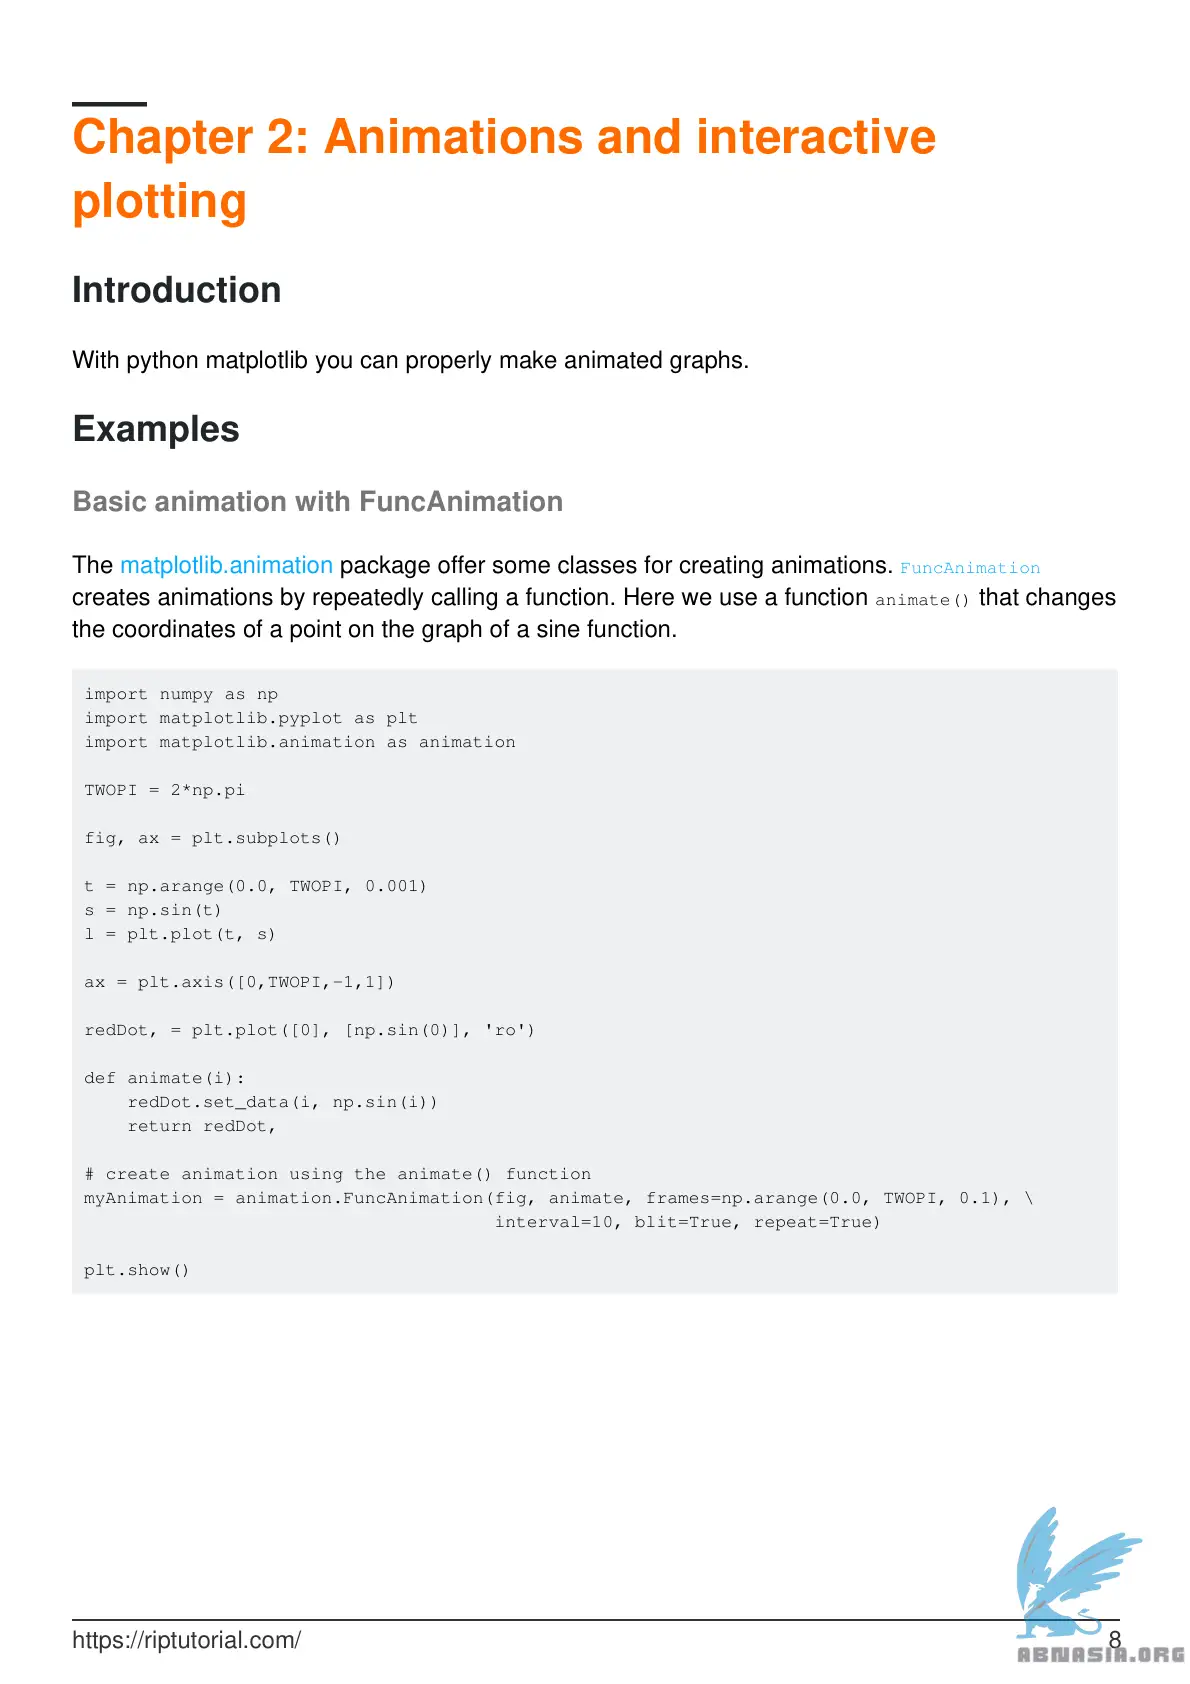 Chapter 2: Animations and interactive
plotting
Introduction
With python matplotlib you can properly make animated graphs.
Examples
Basic animation with FuncAnimation
The matplotlib.animation package offer some classes for creating animations. FuncAnimation
creates animations by repeatedly calling a function. Here we use a function animate() that changes
the coordinates of a point on the graph of a sine function.
import numpy as np
import matplotlib.pyplot as plt
import matplotlib.animation as animation
TWOPI = 2*np.pi
fig, ax = plt.subplots()
t = np.arange(0.0, TWOPI, 0.001)
s = np.sin(t)
l = plt.plot(t, s)
ax = plt.axis([0,TWOPI,-1,1])
redDot, = plt.plot([0], [np.sin(0)], 'ro')
def animate(i):
    redDot.set_data(i, np.sin(i))
    return redDot,
# create animation using the animate() function
myAnimation = animation.FuncAnimation(fig, animate, frames=np.arange(0.0, TWOPI, 0.1), \
                                      interval=10, blit=True, repeat=True)
plt.show()
https://riptutorial.com/ 8
ABNASIA.ORG